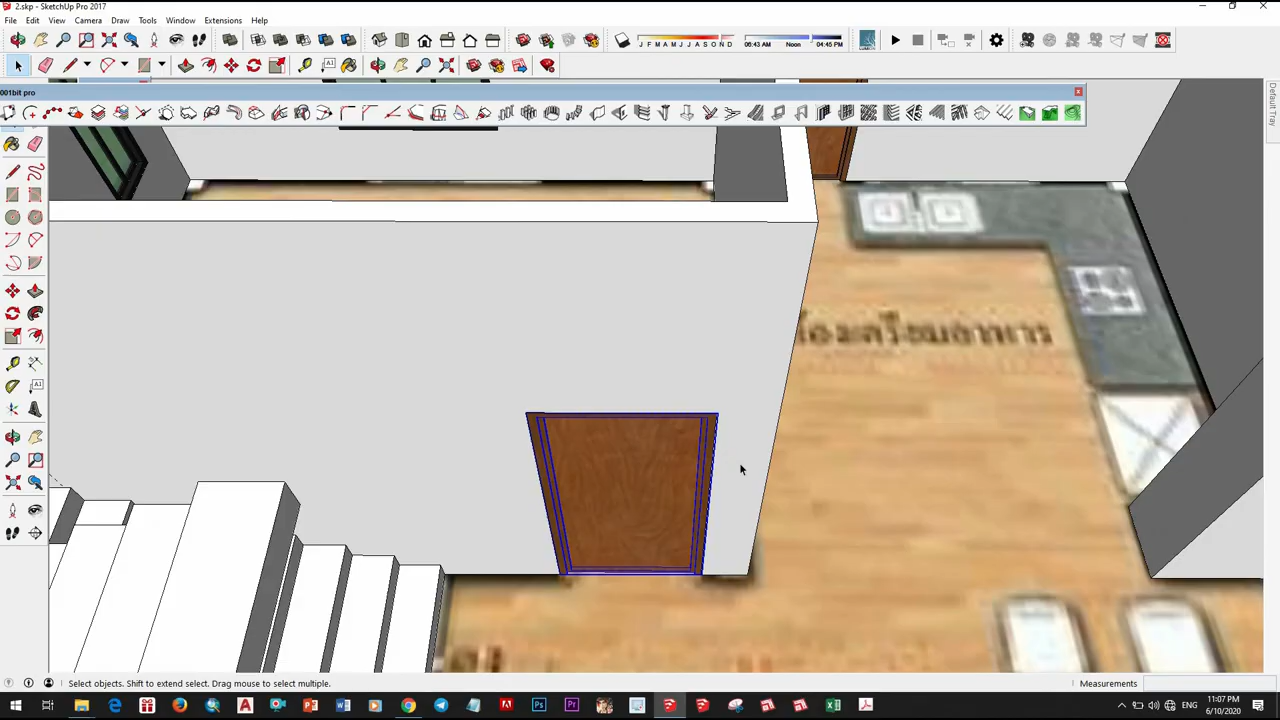 2.skp - SketchUp Pro 2017
File Edit View Camera Draw Tools Window Extensions Help
J F M A M J J A S O N D 06:43 AM Noon 04:45 PM
001bit pro
Default Tray
Select objects. Shift to extend select. Drag mouse to select multiple.
Measurements
ENG
11:07 PM
6/10/2020